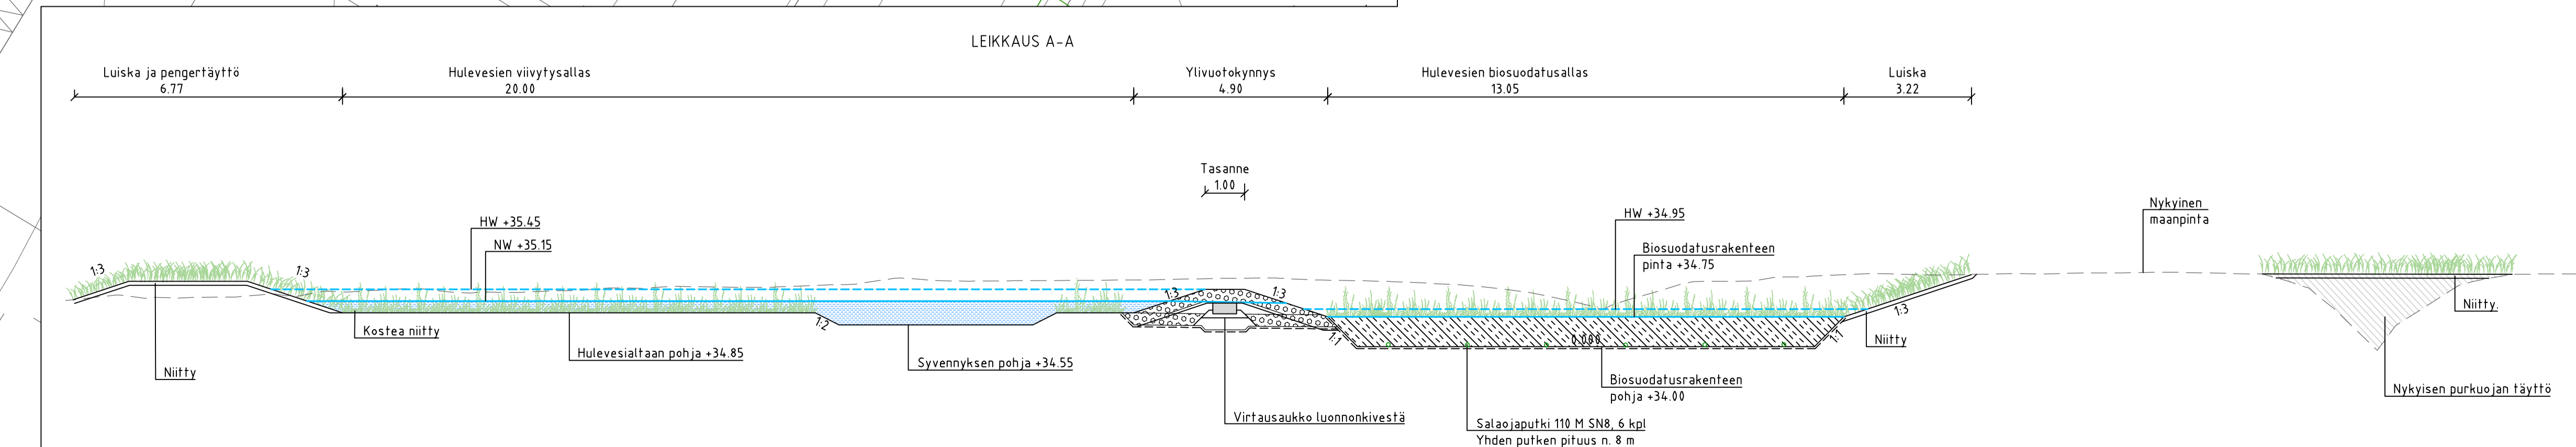 LEIKKAUS A-A
Luiska ja pengertäyttö
6.77
Hulevesien viivytysallas
20.00
Ylivuotokynnys
4.90
Hulevesien biosuodatusallas
13.05
Luiska
3.22
Tasanne
1.00
HW +35.45
NW +35.15
HW +34.95
Biosuodatusrakenteen
pinta +34.75
Nykyinen
maanpinta
1:3
1:3
1:3
1:3
1:2
1:1
1:1
1:3
0.000
Kostea niitty
Niitty
Hulevesialtaan pohja +34.85
Syvennyksen pohja +34.55
Virtausaukko luonnonkivestä
Salaojaputki 110 M SN8, 6 kpl
Yhden putken pituus n. 8 m
Biosuodatusrakenteen
pohja +34.00
Niitty
Niitty.
Nykyisen purkuojan täyttö